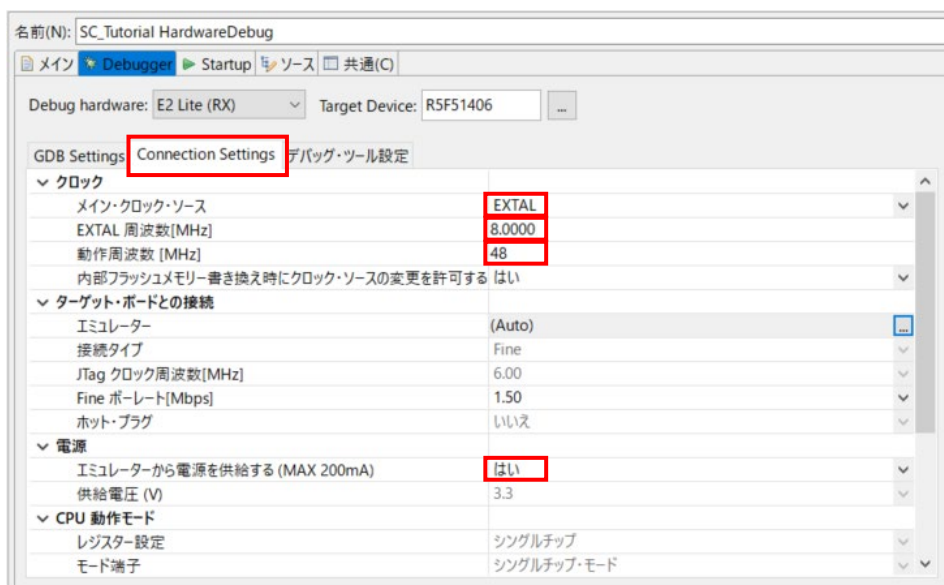 名前(N): SC_Tutorial HardwareDebug
メイン Debugger Startup ソース 共通(C)
Debug hardware: E2 Lite (RX) Target Device: R5F51406 ...
GDB Settings Connection Settings デバッグ・ツール設定
クロック
メイン・クロック・ソース EXTAL
EXTAL 周波数[MHz] 8.0000
動作周波数 [MHz] 48
内部フラッシュメモリー書き換え時にクロック・ソースの変更を許可する はい
ターゲット・ボードとの接続
エミュレーター (Auto) ...
接続タイプ Fine
JTag クロック周波数[MHz] 6.00
Fine ボーレート[Mbps] 1.50
ホット・プラグ いいえ
電源
エミュレーターから電源を供給する (MAX 200mA) はい
供給電圧 (V) 3.3
CPU 動作モード
レジスター設定 シングルチップ
モード端子 シングルチップ・モード